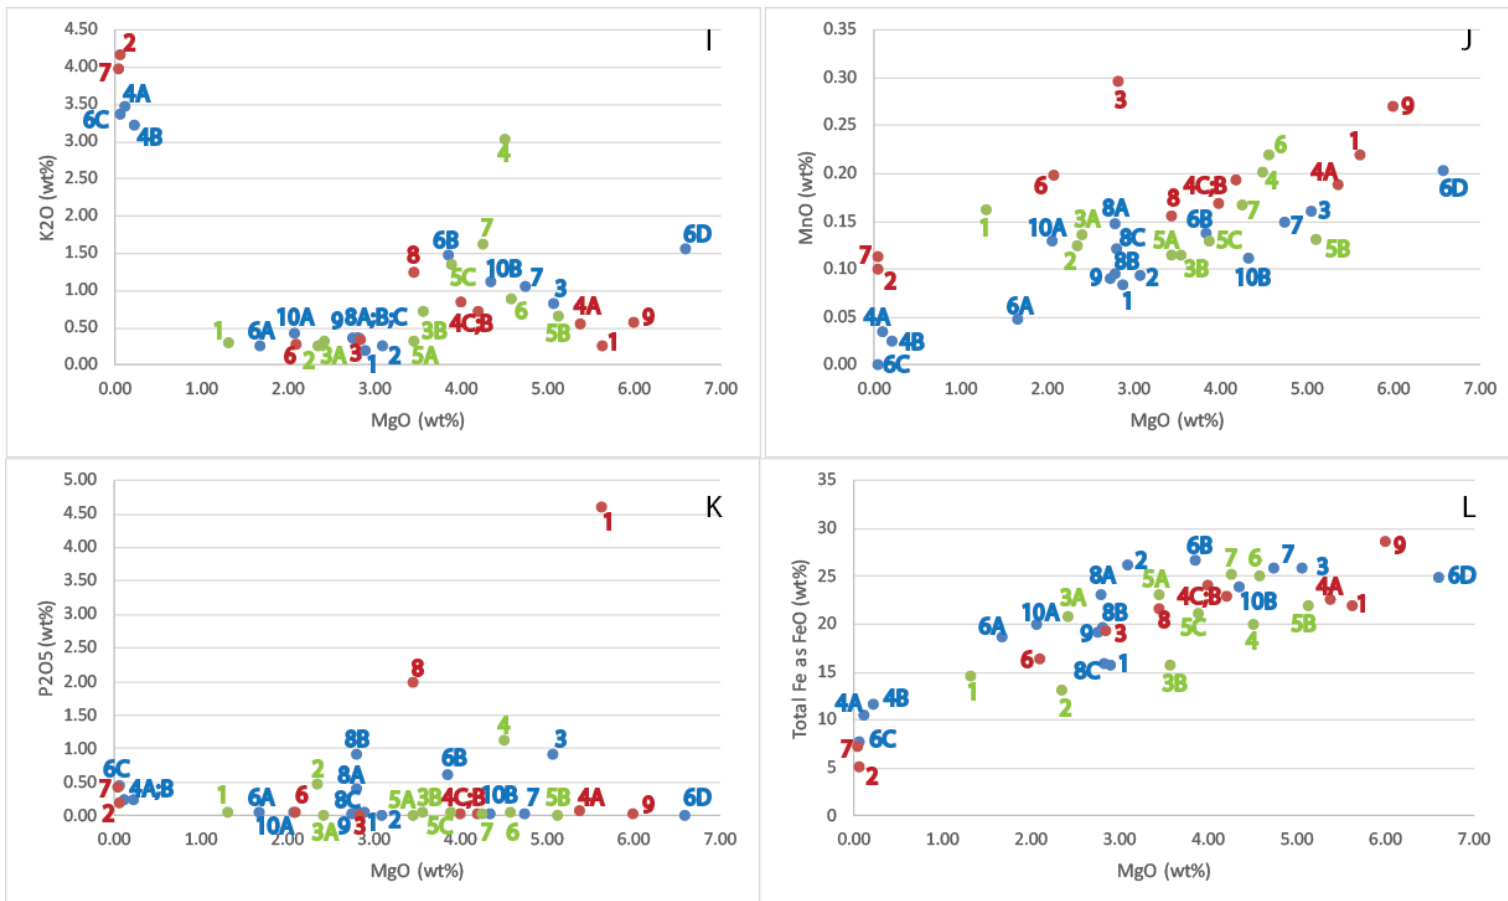 4.50
2
I
4.00
7
3.50
4A
6C
4B
3.00
4
2.50
2.00
1.50
7
6B
6D
8
5C
10B
7
1.00
3
6
4A
9
0.50
1
6A
10A
9
8A;B;C
3B
4C;B
5B
1
6
2
3A
3
1
2
5A
0.00
0.00
1.00
2.00
3.00
4.00
5.00
6.00
7.00
K2O (wt%)
MgO (wt%)
0.35
J
0.30
3
0.25
9
0.20
6
1
6
4C;B
4
4A
6D
8
0.15
1
10A
3A
8A
6B
7
7
3
2
8C
5A
5C
5B
0.10
7
2
9
8B
2
3B
10B
1
0.05
4A
6A
4B
0.00
6C
0.00
1.00
2.00
3.00
4.00
5.00
6.00
7.00
MnO (wt%)
MgO (wt%)
5.00
K
4.50
1
4.00
3.50
3.00
2.50
2.00
8
1.50
1.00
8B
4
3
0.50
6C
7
4A;B
2
8A
6B
2
1
6A
6
8C
5A
3B
4C;B
10B
7
5B
4A
9
6D
0.00
10A
3A
9
3
1
2
5C
7
6
0.00
1.00
2.00
3.00
4.00
5.00
6.00
7.00
P2O5 (wt%)
MgO (wt%)
35
L
30
9
25
8A
2
6B
7
6
7
3
6D
5A
20
6A
10A
3A
8B
4C;B
10B
4A
1
9
3
8
5C
4
5B
15
6
8C
1
3B
1
2
10
4A
4B
5
7
6C
2
0
0.00
1.00
2.00
3.00
4.00
5.00
6.00
7.00
Total Fe as FeO (wt%)
MgO (wt%)